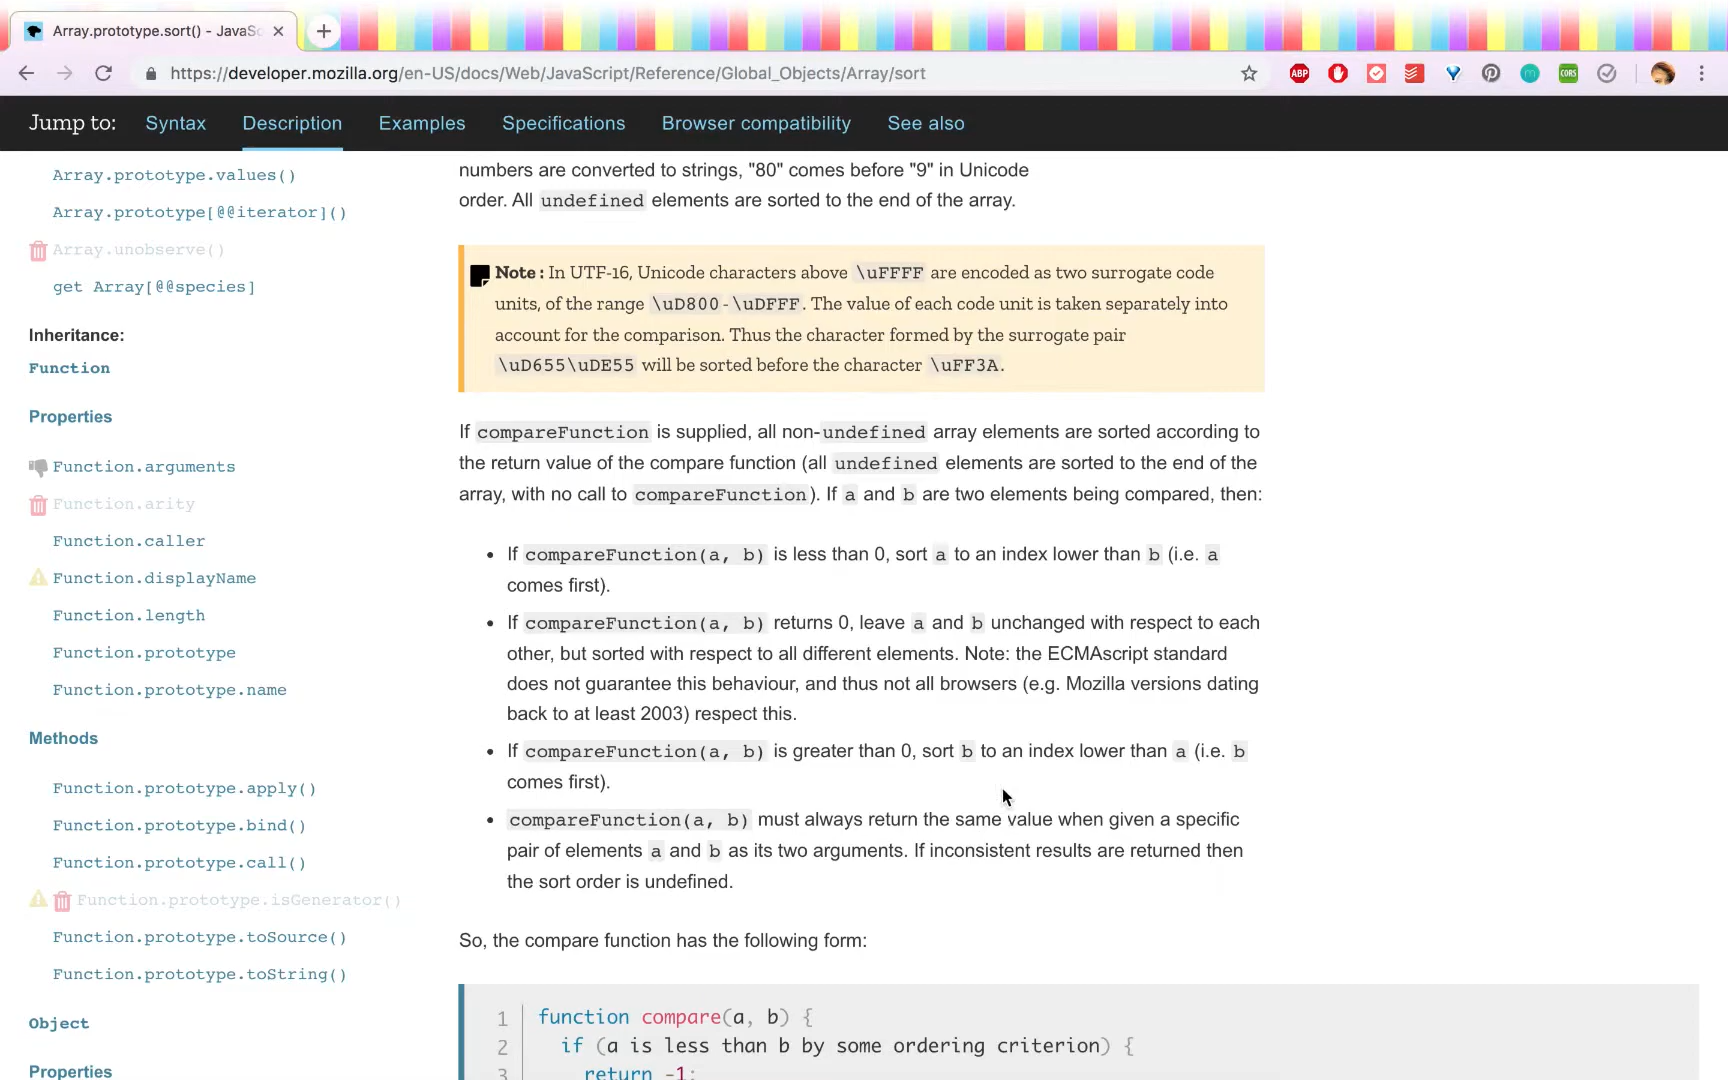 Array.prototype.sort() - JavaSc
https://developer.mozilla.org/en-US/docs/Web/JavaScript/Reference/Global_Objects/Array/sort
ABP
m
CORS
Jump to: Syntax Description Examples Specifications Browser compatibility See also
Array.prototype.values()
Array.prototype[@@iterator]()
Array.unobserve()
get Array[@@species]
Inheritance:
Function
Properties
Function.arguments
Function.arity
Function.caller
Function.displayName
Function.length
Function.prototype
Function.prototype.name
Methods
Function.prototype.apply()
Function.prototype.bind()
Function.prototype.call()
Function.prototype.isGenerator()
Function.prototype.toSource()
Function.prototype.toString()
Object
Properties
numbers are converted to strings, "80" comes before "9" in Unicode
order. All undefined elements are sorted to the end of the array.
Note : In UTF-16, Unicode characters above \uFFFF are encoded as two surrogate code
units, of the range \uD800-\uDFFF. The value of each code unit is taken separately into
account for the comparison. Thus the character formed by the surrogate pair
\uD655\uDE55 will be sorted before the character \uFF3A.
If compareFunction is supplied, all non-undefined array elements are sorted according to
the return value of the compare function (all undefined elements are sorted to the end of the
array, with no call to compareFunction). If a and b are two elements being compared, then:
• If compareFunction(a, b) is less than 0, sort a to an index lower than b (i.e. a
comes first).
• If compareFunction(a, b) returns 0, leave a and b unchanged with respect to each
other, but sorted with respect to all different elements. Note: the ECMAscript standard
does not guarantee this behaviour, and thus not all browsers (e.g. Mozilla versions dating
back to at least 2003) respect this.
• If compareFunction(a, b) is greater than 0, sort b to an index lower than a (i.e. b
comes first).
• compareFunction(a, b) must always return the same value when given a specific
pair of elements a and b as its two arguments. If inconsistent results are returned then
the sort order is undefined.
So, the compare function has the following form:
1 function compare(a, b) {
2 if (a is less than b by some ordering criterion) {
3 return -1;